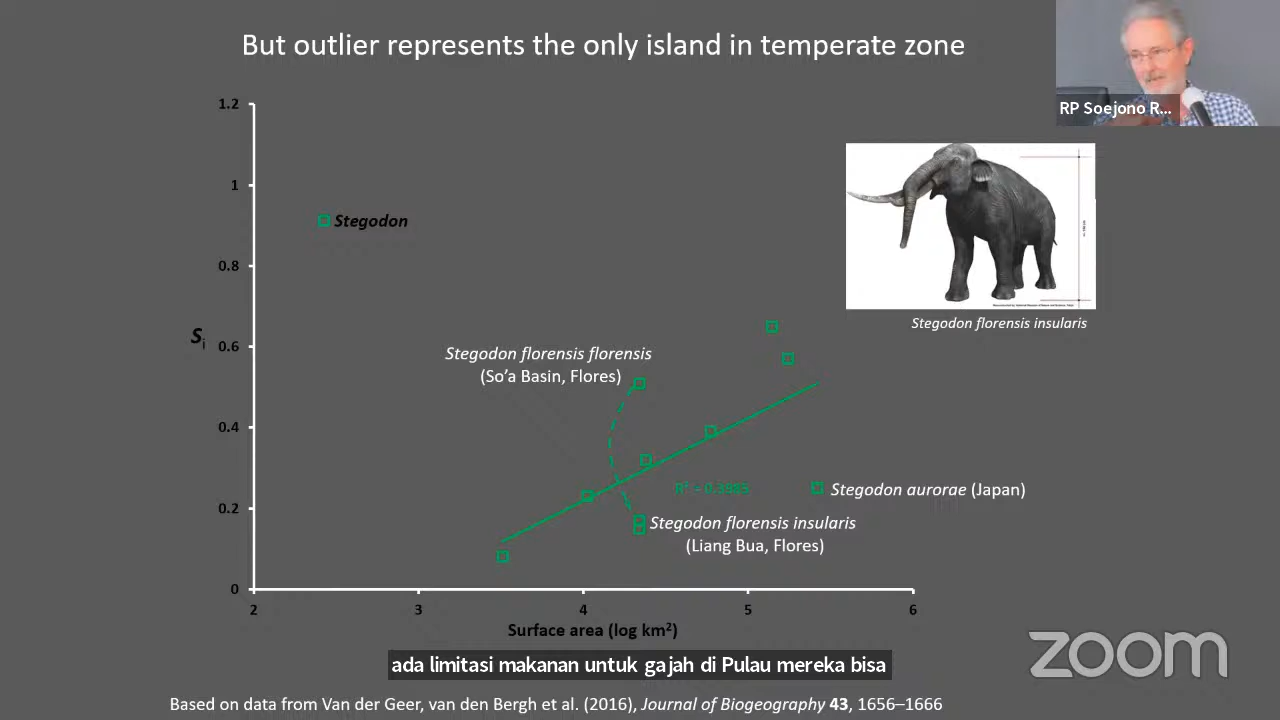 But outlier represents the only island in temperate zone
RP Soejono R...
1.2
1
0.8
0.6
0.4
0.2
0
Si
Stegodon
Stegodon florensis insularis
Stegodon florensis florensis
(So'a Basin, Flores)
R² = 0.3983
Stegodon aurorae (Japan)
Stegodon florensis insularis
(Liang Bua, Flores)
2 3 4 5 6
Surface area (log km²)
ada limitasi makanan untuk gajah di Pulau mereka bisa
zoom
Based on data from Van der Geer, van den Bergh et al. (2016), Journal of Biogeography 43, 1656–1666